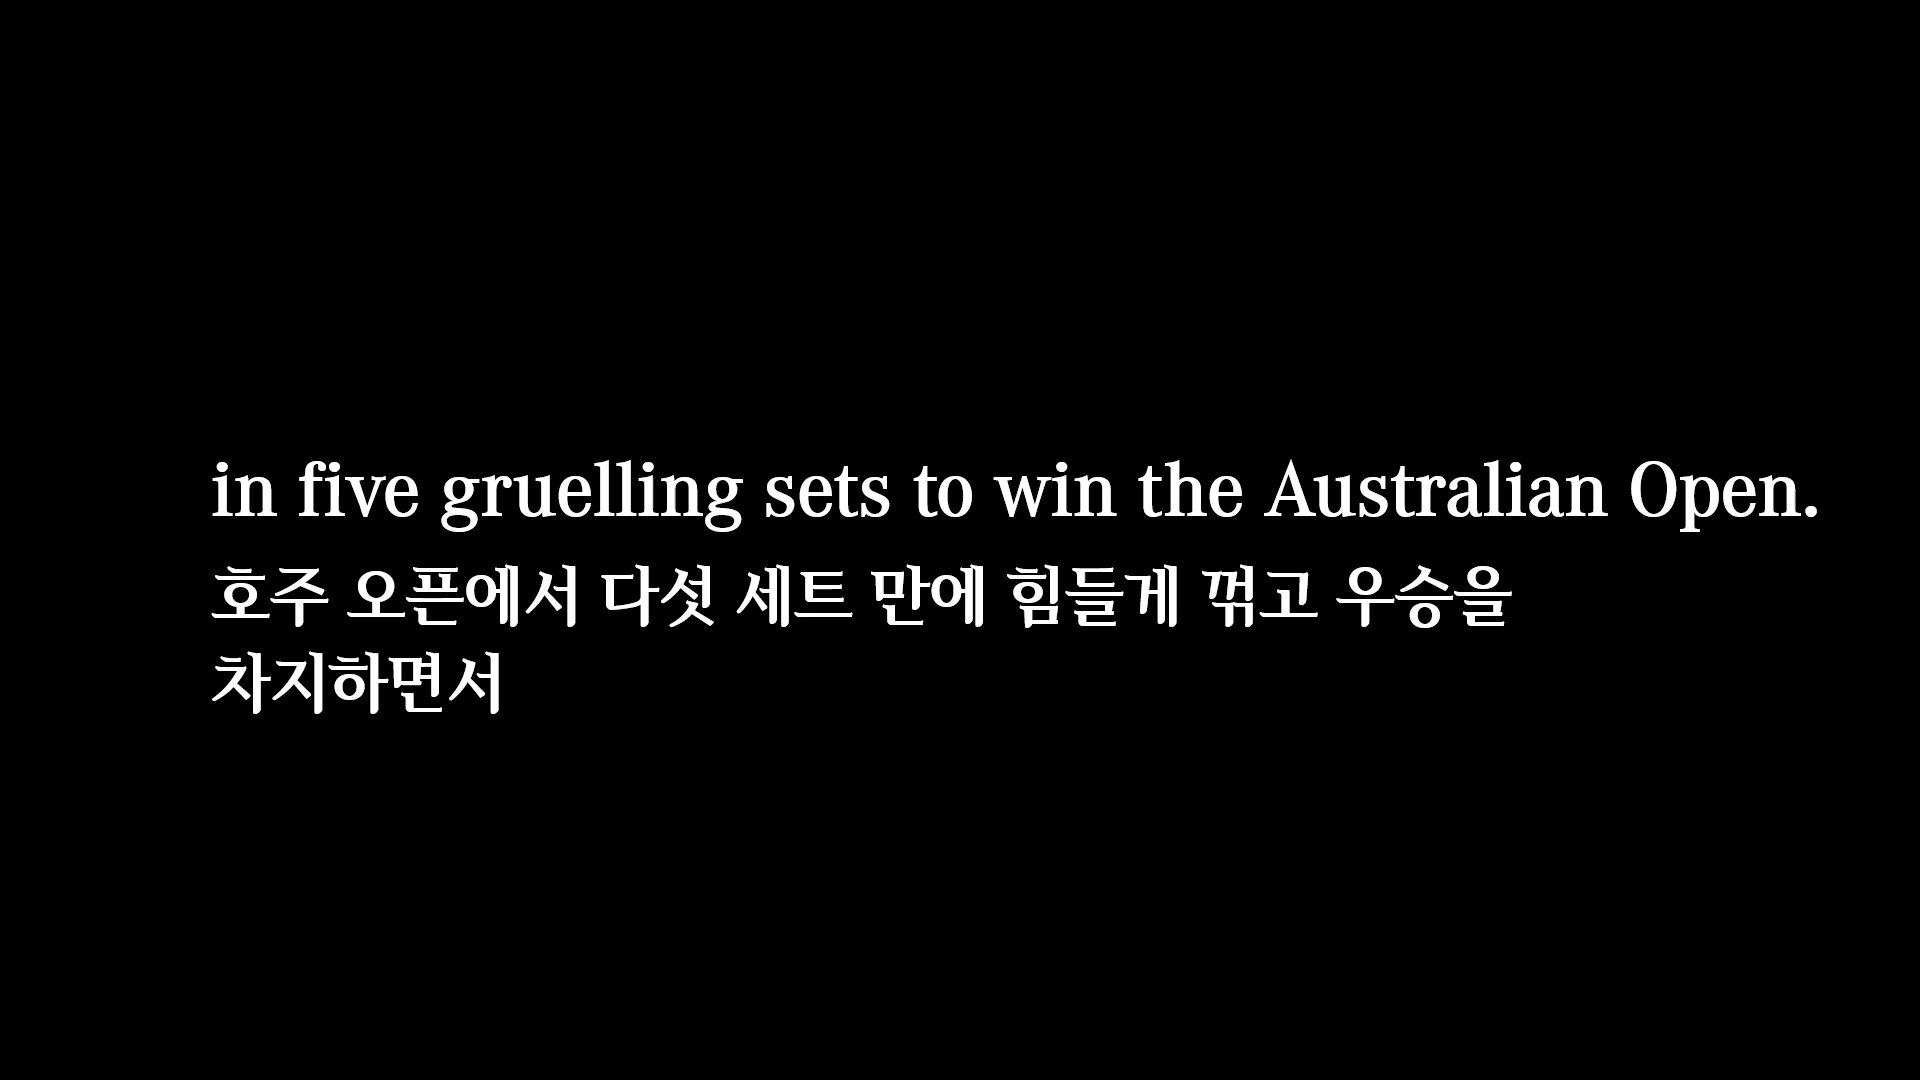 in five gruelling sets to win the Australian Open.
호주 오픈에서 다섯 세트 만에 힘들게 꺾고 우승을
차지하면서